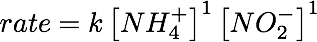 rate = k [NH₄⁺]¹ [NO₂⁻]¹